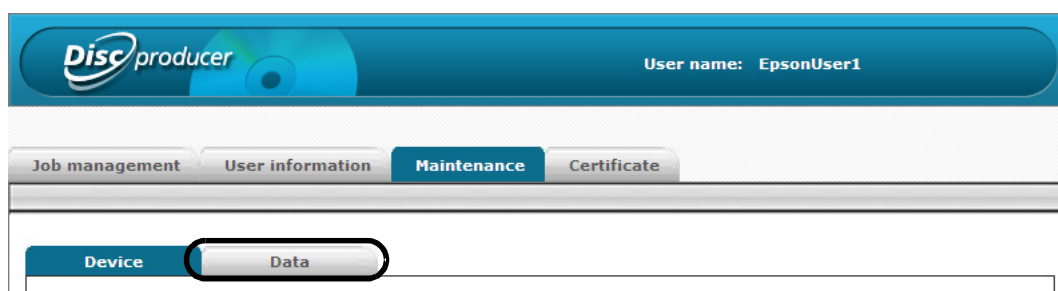 Disc producer
User name: EpsonUser1
Job management User information Maintenance Certificate
Device Data